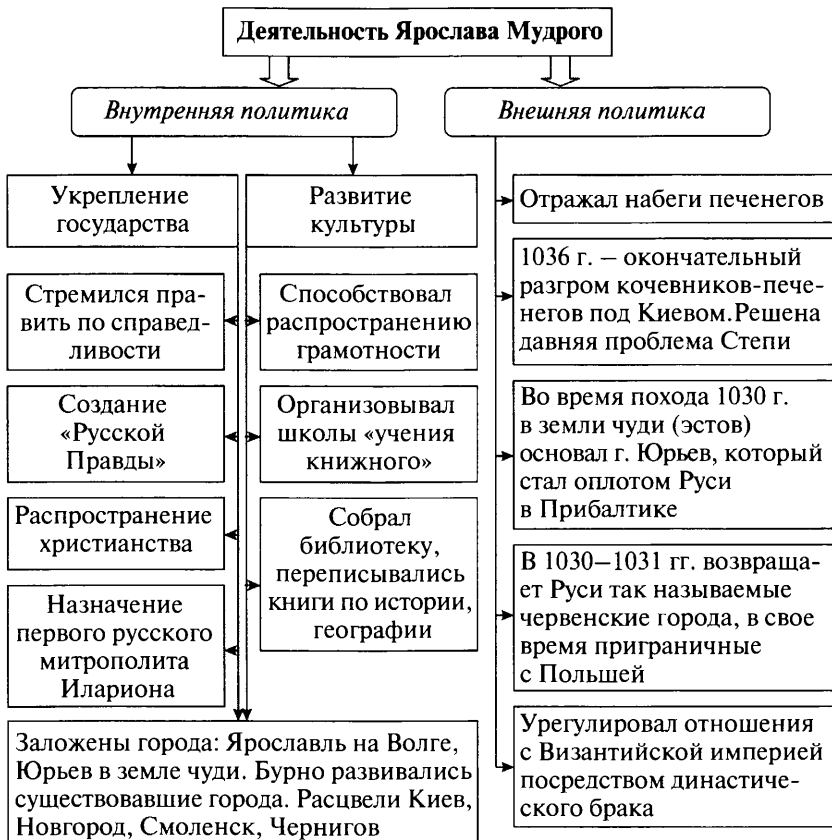 Деятельность Ярослава Мудрого
Внутренняя политика
Внешняя политика
Укрепление
государства
Стремился пра-
вить по справед-
ливости
Создание
«Русской
Правды»
Распространение
христианства
Назначение
первого русского
митрополита
Илариона
Развитие
культуры
Способствовал
распространению
грамотности
Организовывал
школы «учения
книжного»
Собрал
библиотеку,
переписывались
книги по истории,
географии
Заложены города: Ярославль на Волге,
Юрьев в земле чуди. Бурно развивались
существовавшие города. Расцвели Киев,
Новгород, Смоленск, Чернигов
Отражал набеги печенегов
1036 г. – окончательный
разгром кочевников-пече-
негов под Киевом.Решена
давняя проблема Степи
Во время похода 1030 г.
в земли чуди (эстов)
основал г. Юрьев, который
стал оплотом Руси
в Прибалтике
В 1030–1031 гг. возвраща-
ет Руси так называемые
червенские города, в свое
время приграничные
с Польшей
Урегулировал отношения
с Византийской империей
посредством династиче-
ского брака